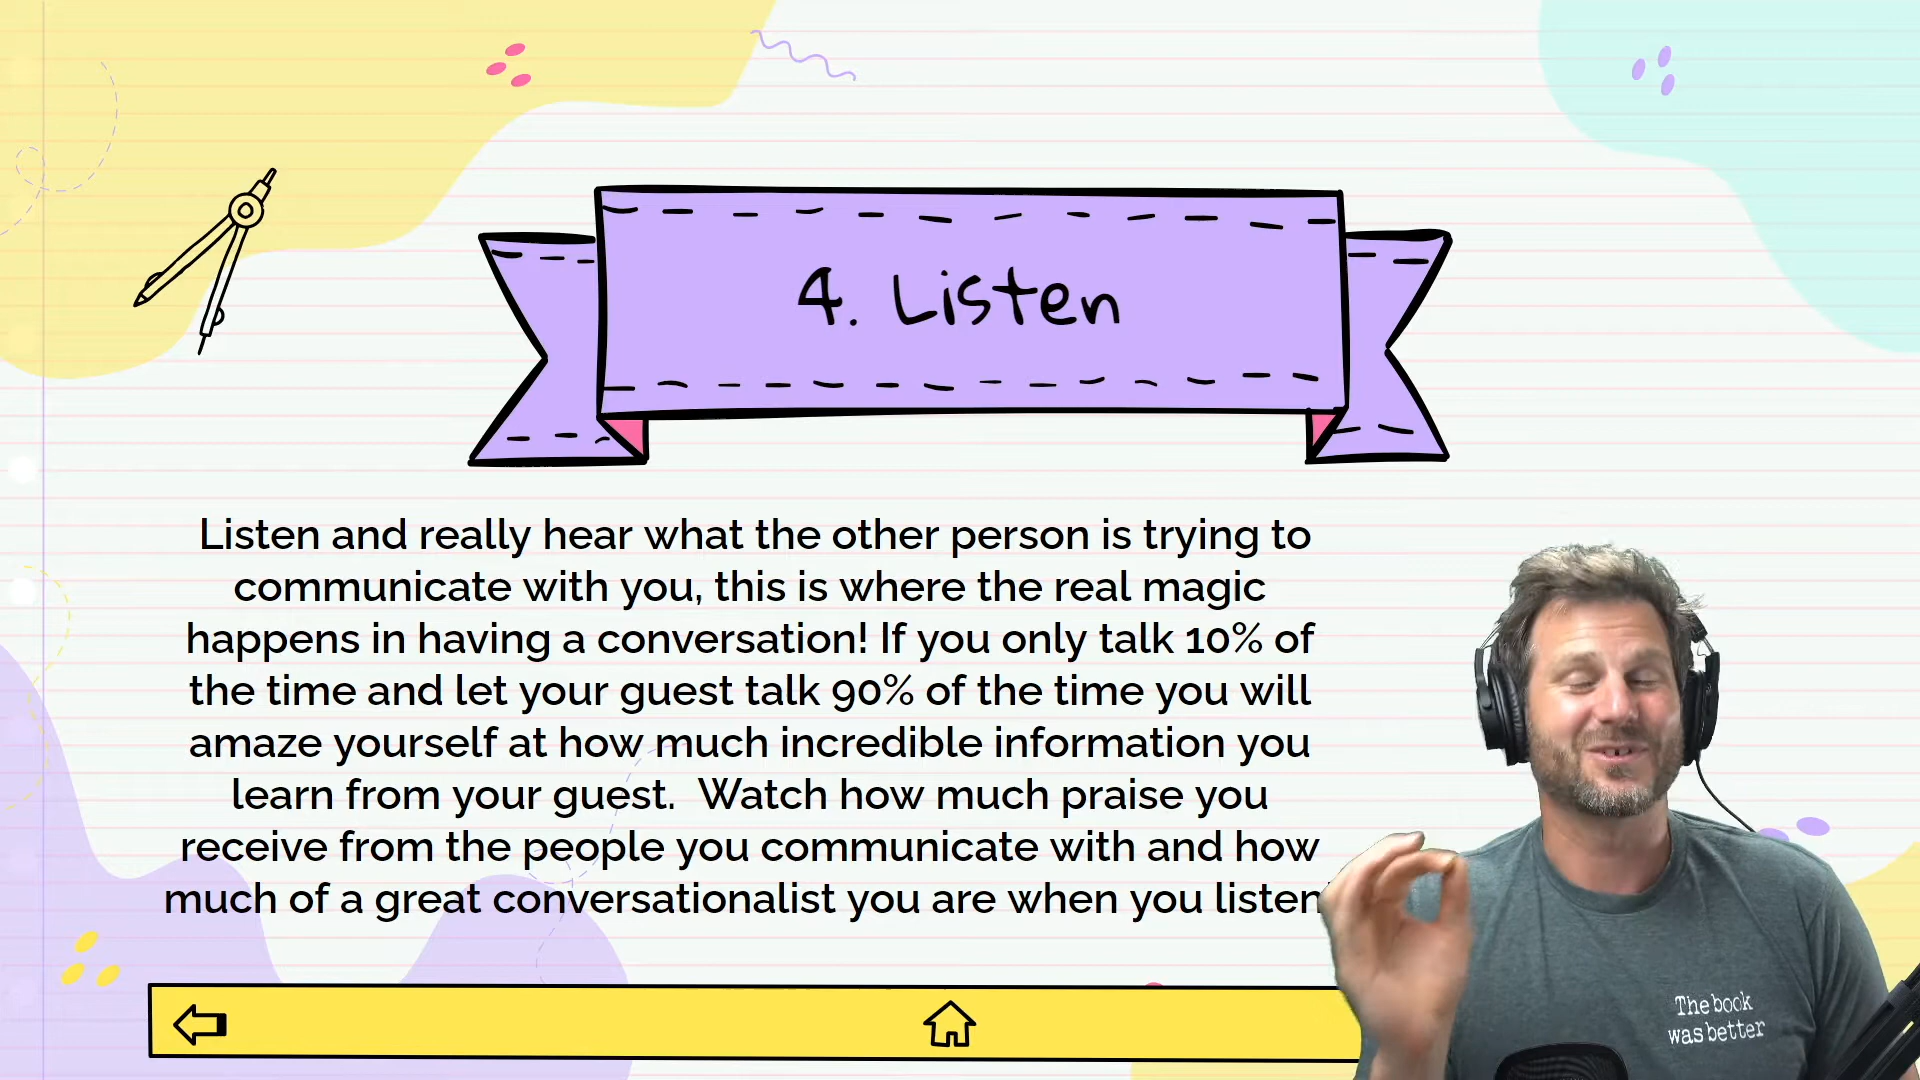 4. Listen
Listen and really hear what the other person is trying to
communicate with you, this is where the real magic
happens in having a conversation! If you only talk 10% of
the time and let your guest talk 90% of the time you will
amaze yourself at how much incredible information you
learn from your guest.  Watch how much praise you
receive from the people you communicate with and how
much of a great conversationalist you are when you listen
The book
was better